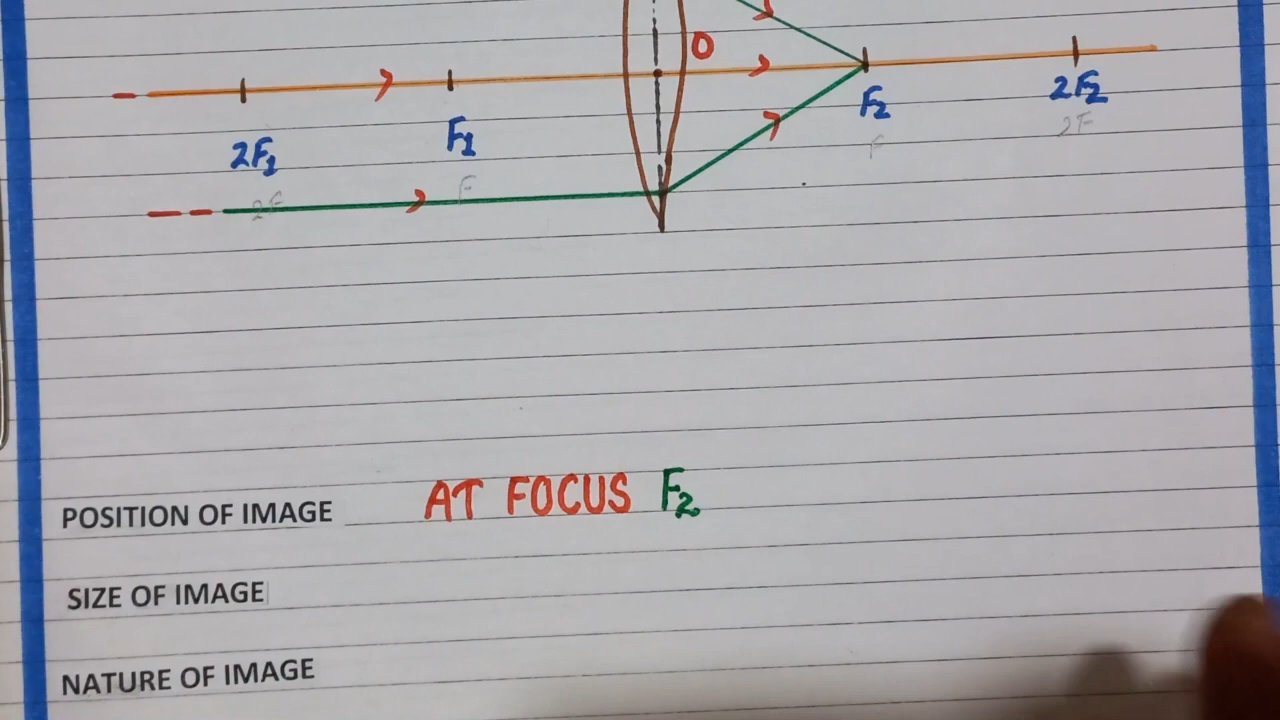 O
2F₁ F₁ F₂ 2F₂
2F F F 2F
POSITION OF IMAGE AT FOCUS F₂
SIZE OF IMAGE
NATURE OF IMAGE